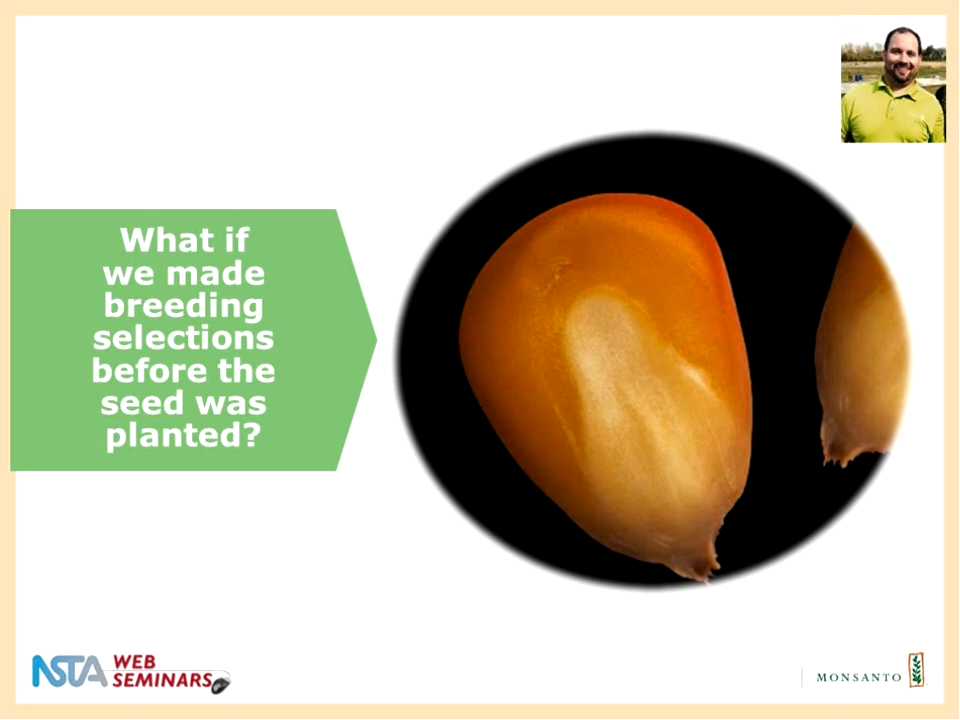 What if
we made
breeding
selections
before the
seed was
planted?
NSTA WEB
SEMINARS
MONSANTO